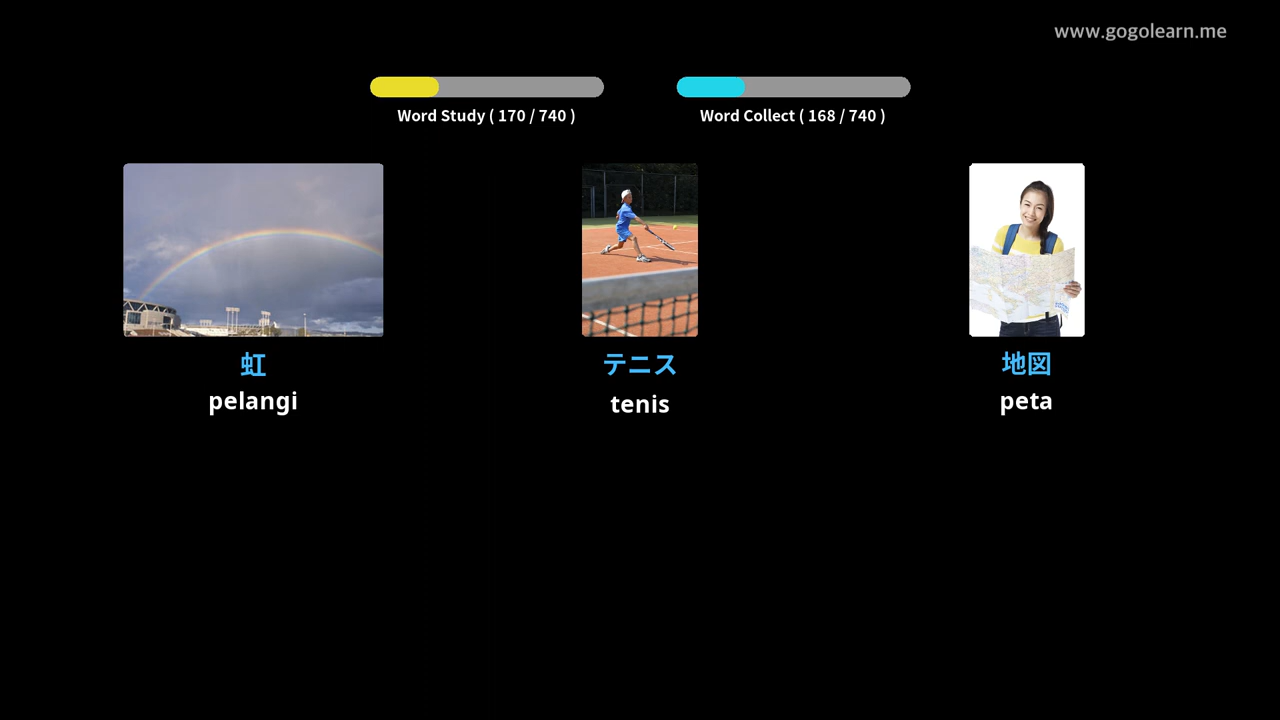 www.gogolearn.me
Word Study ( 170 / 740 )
Word Collect ( 168 / 740 )
虹
pelangi
テニス
tenis
地図
peta